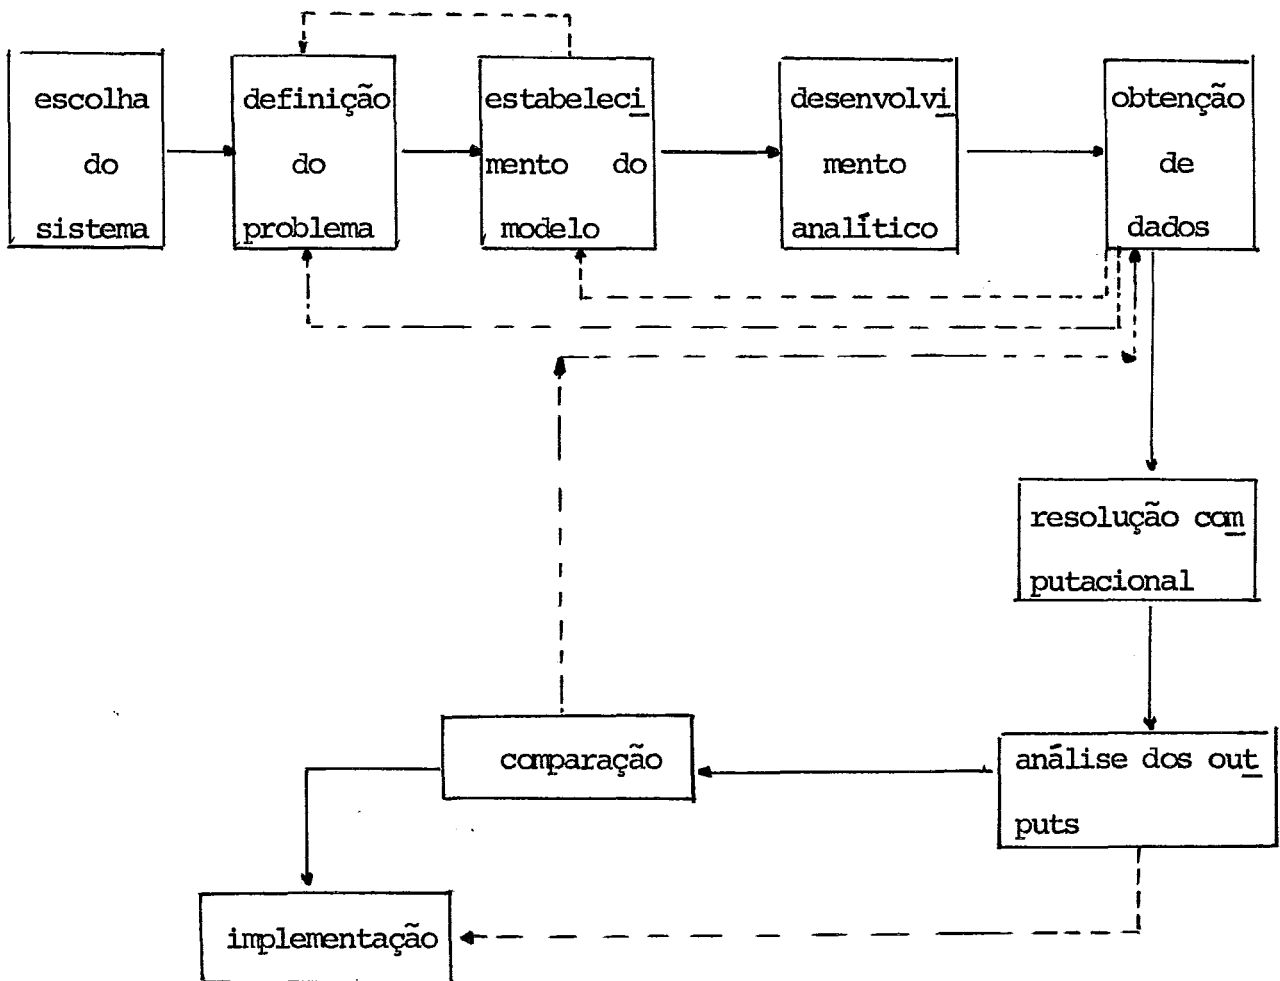 escolha
do
sistema
definição
do
problema
estabeleci
mento do
modelo
desenvolvi
mento
analítico
obtenção
de
dados
resolução com
putacional
análise dos out
puts
comparação
implementação